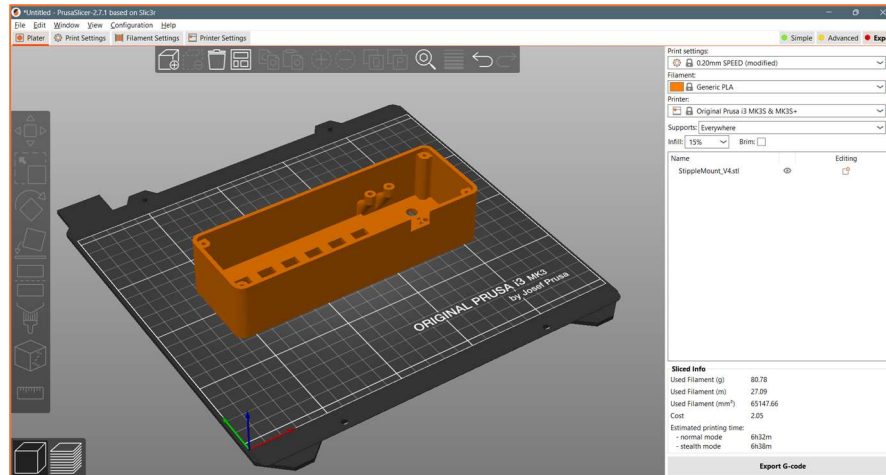 *Untitled - PrusaSlicer-2.7.1 based on Slic3r
File Edit Window View Configuration Help
Plater Print Settings Filament Settings Printer Settings Simple Advanced Exp
Print settings:
0.20mm SPEED (modified)
Filament:
Generic PLA
Printer:
Original Prusa i3 MK3S & MK3S+
Supports: Everywhere
Infill: 15% Brim:
Name Editing
StippleMount_V4.stl
ORIGINAL PRUSA i3 MK3
by Josef Prusa
Sliced Info
Used Filament (g) 80.78
Used Filament (m) 27.09
Used Filament (mm³) 65147.66
Cost 2.05
Estimated printing time:
- normal mode 6h32m
- stealth mode 6h38m
Export G-code